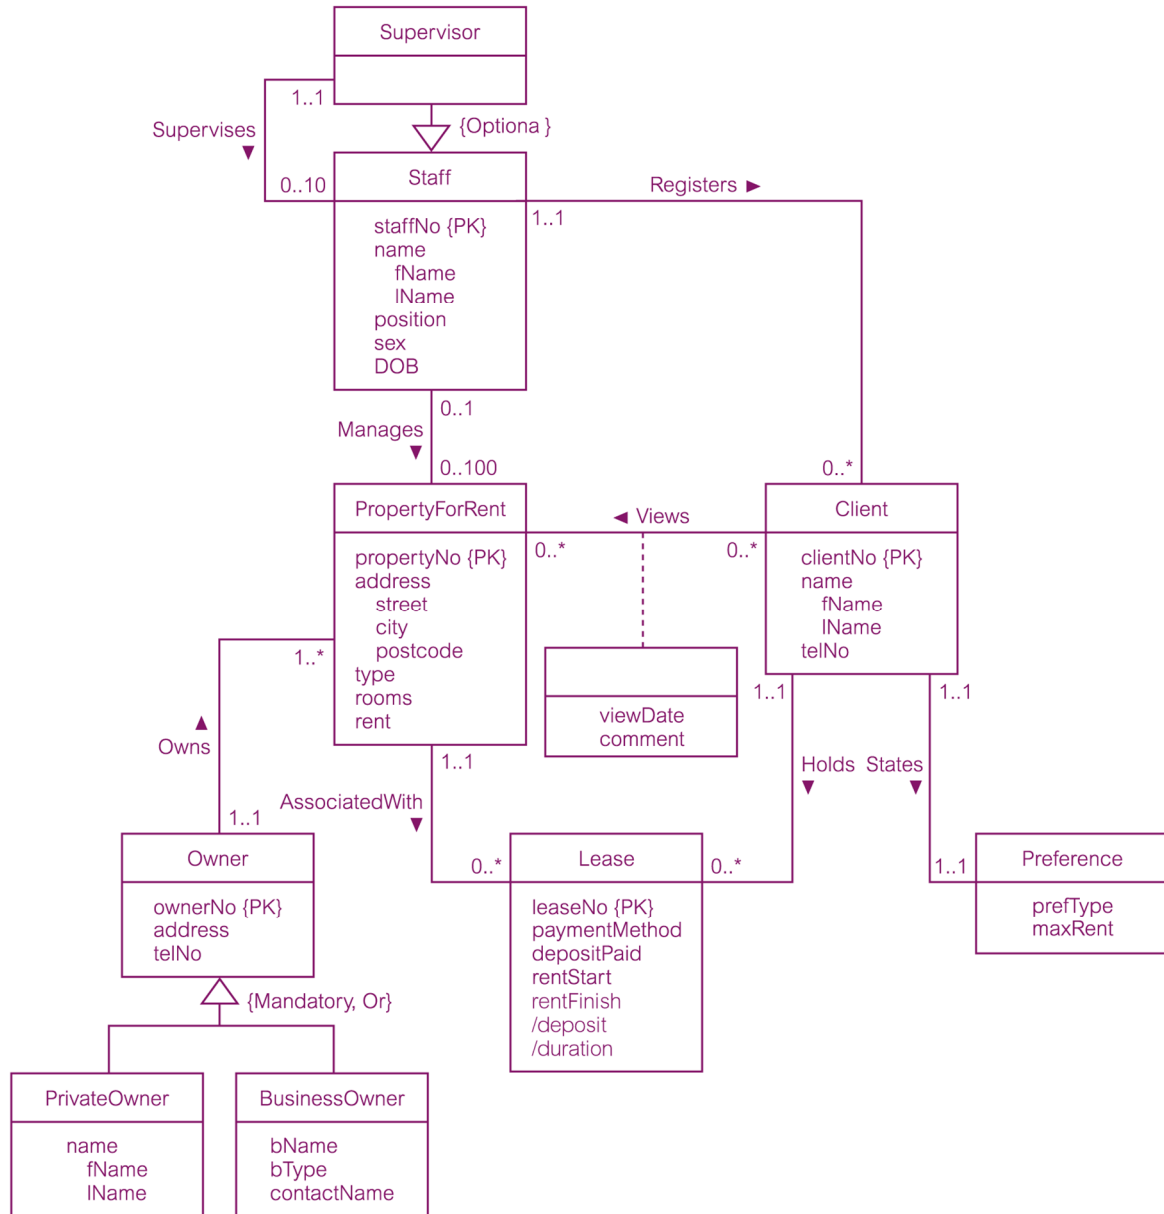 Supervisor
1..1
{Optiona }
Supervises
▼
0..10
Staff
Registers ►
1..1
staffNo {PK}
name
fName
lName
position
sex
DOB
0..1
Manages
▼
0..100
0..*
PropertyForRent
◄ Views
Client
0..*
0..*
propertyNo {PK}
address
street
city
postcode
type
rooms
rent
clientNo {PK}
name
fName
lName
telNo
1..*
viewDate
comment
▲
Owns
1..1
1..1
1..1
Holds
▼
States
▼
AssociatedWith
▼
1..1
Owner
0..*
Lease
0..*
1..1
Preference
ownerNo {PK}
address
telNo
leaseNo {PK}
paymentMethod
depositPaid
rentStart
rentFinish
/deposit
/duration
prefType
maxRent
{Mandatory, Or}
PrivateOwner
BusinessOwner
name
fName
lName
bName
bType
contactName